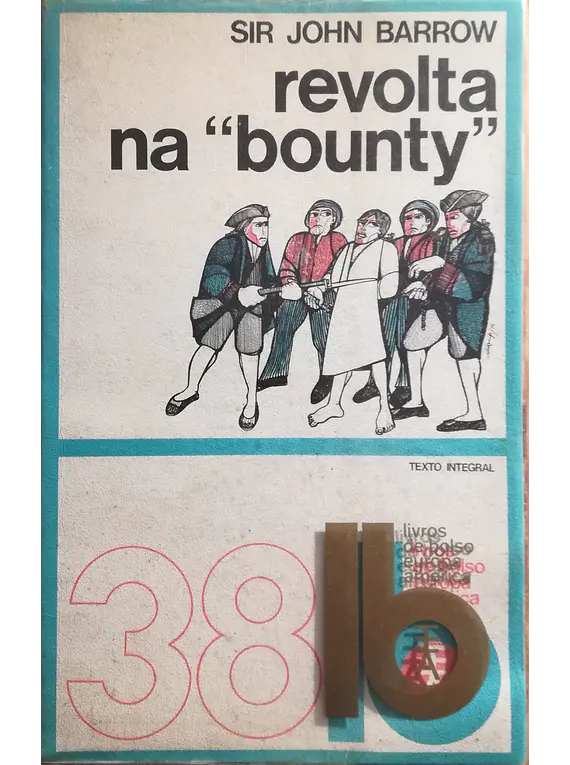 SIR JOHN BARROW
revolta
na “bounty”
TEXTO INTEGRAL
38
lb
livros
de bolso
europa
américa